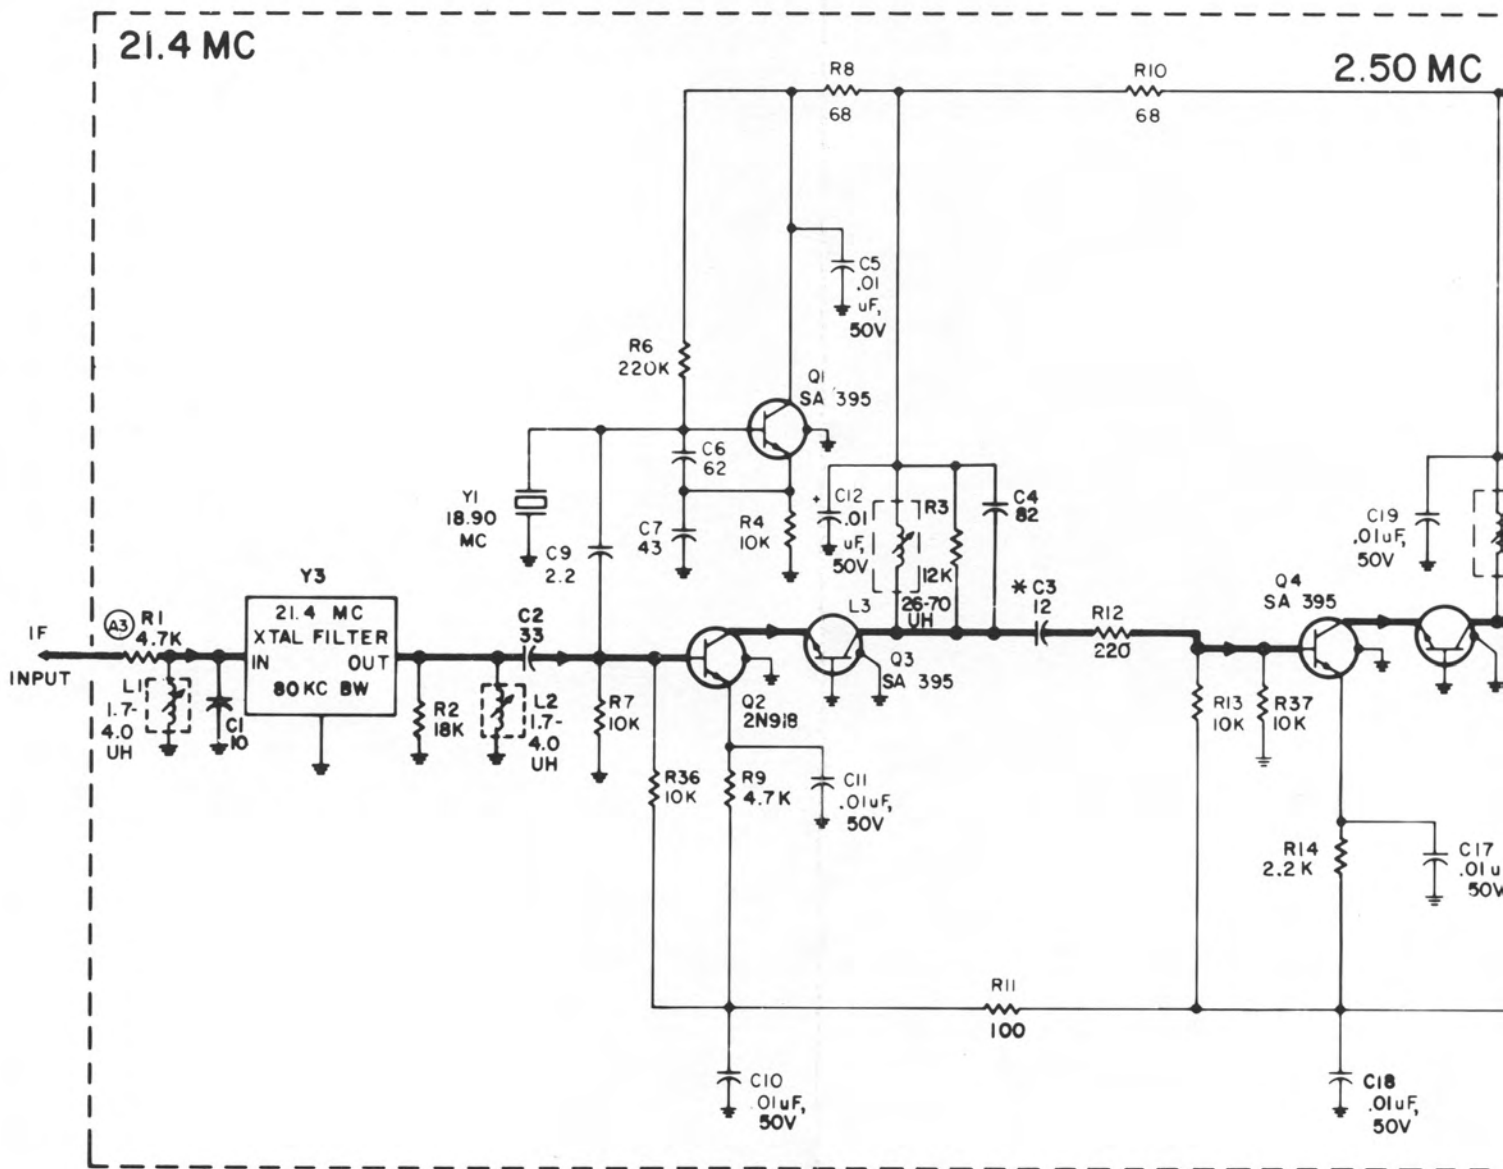 21.4 MC
2.50 MC
R8
68
R10
68
C5
.01
uF,
50V
R6
220K
Q1
SA 395
C6
62
Y1
18.90
MC
C9
2.2
C7
43
R4
10K
+
C12
.01
uF,
50V
R3
12K
C4
82
L3
26-70
UH
* C3
12
R12
220
C19
.01uF,
50V
Q4
SA 395
IF
INPUT
A3
R1
4.7K
Y3
21.4 MC
XTAL FILTER
IN OUT
80 KC BW
C2
33
L1
1.7-
4.0
UH
C1
10
R2
18K
L2
1.7-
4.0
UH
R7
10K
Q2
2N918
Q3
SA 395
R13
10K
R37
10K
R36
10K
R9
4.7K
C11
.01uF,
50V
R14
2.2K
C17
.01u
50V
R11
100
C10
.01uF,
50V
C18
.01uF,
50V